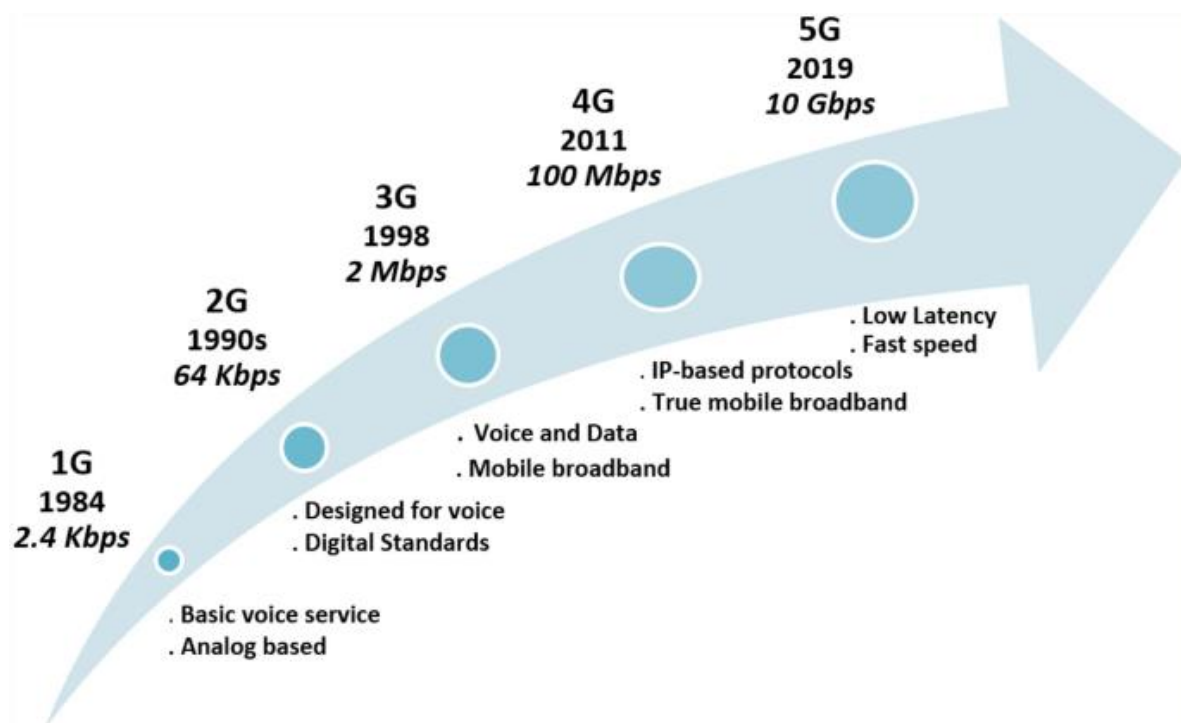 1G
1984
2.4 Kbps
. Basic voice service
. Analog based
2G
1990s
64 Kbps
. Designed for voice
. Digital Standards
3G
1998
2 Mbps
. Voice and Data
. Mobile broadband
4G
2011
100 Mbps
. IP-based protocols
. True mobile broadband
5G
2019
10 Gbps
. Low Latency
. Fast speed